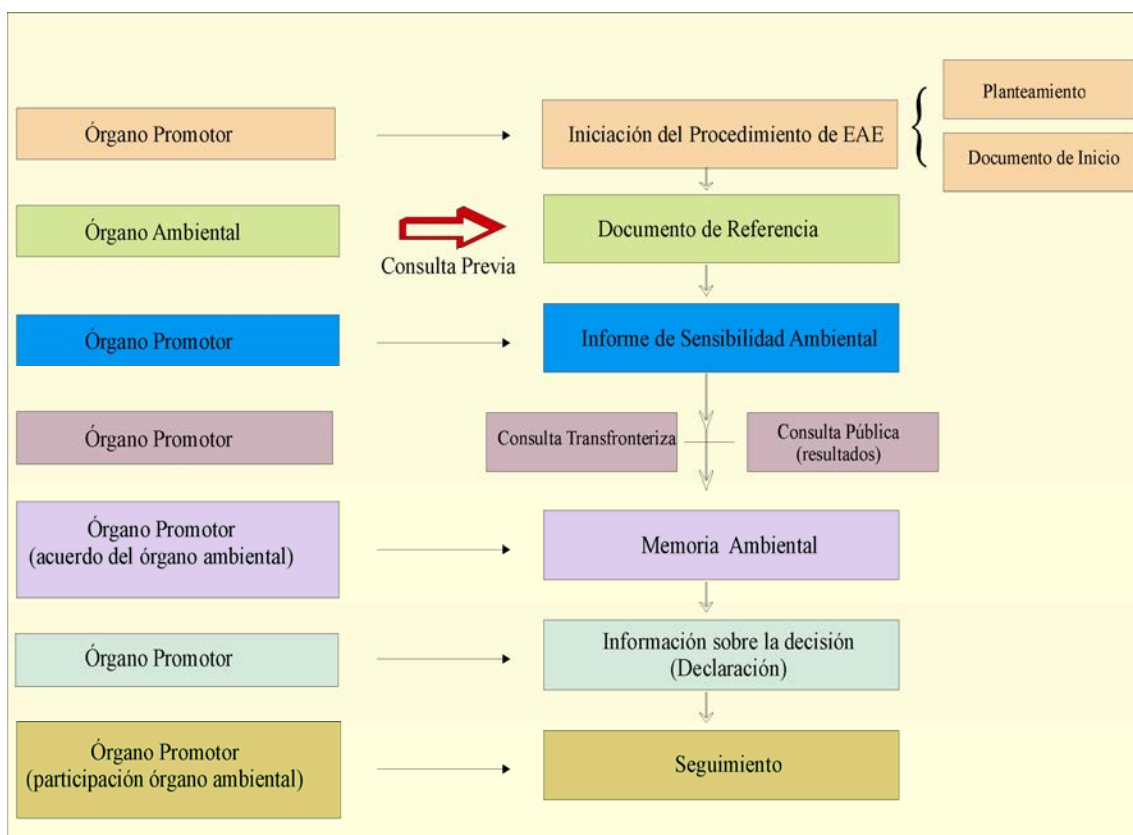 Órgano Promotor
Iniciación del Procedimiento de EAE
Planteamiento
Documento de Inicio
Órgano Ambiental
Consulta Previa
Documento de Referencia
Órgano Promotor
Informe de Sensibilidad Ambiental
Órgano Promotor
Consulta Transfronteriza
Consulta Pública
(resultados)
Órgano Promotor
(acuerdo del órgano ambiental)
Memoria Ambiental
Órgano Promotor
Información sobre la decisión
(Declaración)
Órgano Promotor
(participación órgano ambiental)
Seguimiento